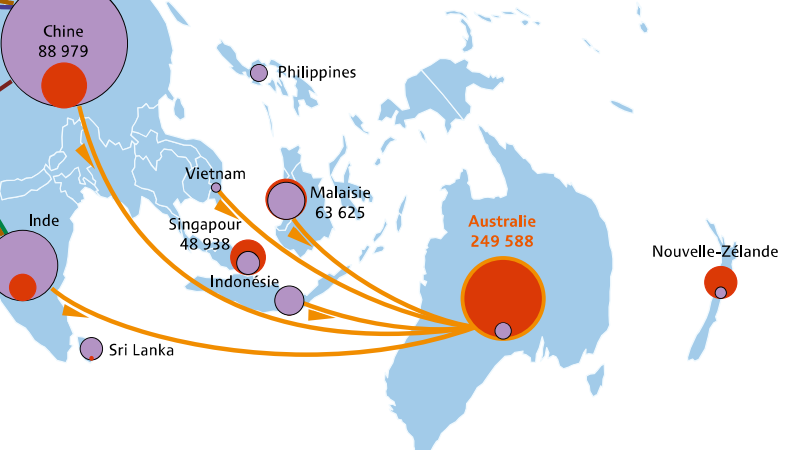 Chine
88 979
Philippines
Vietnam
Malaisie
63 625
Inde
Singapour
48 938
Australie
249 588
Nouvelle-Zélande
Indonésie
Sri Lanka